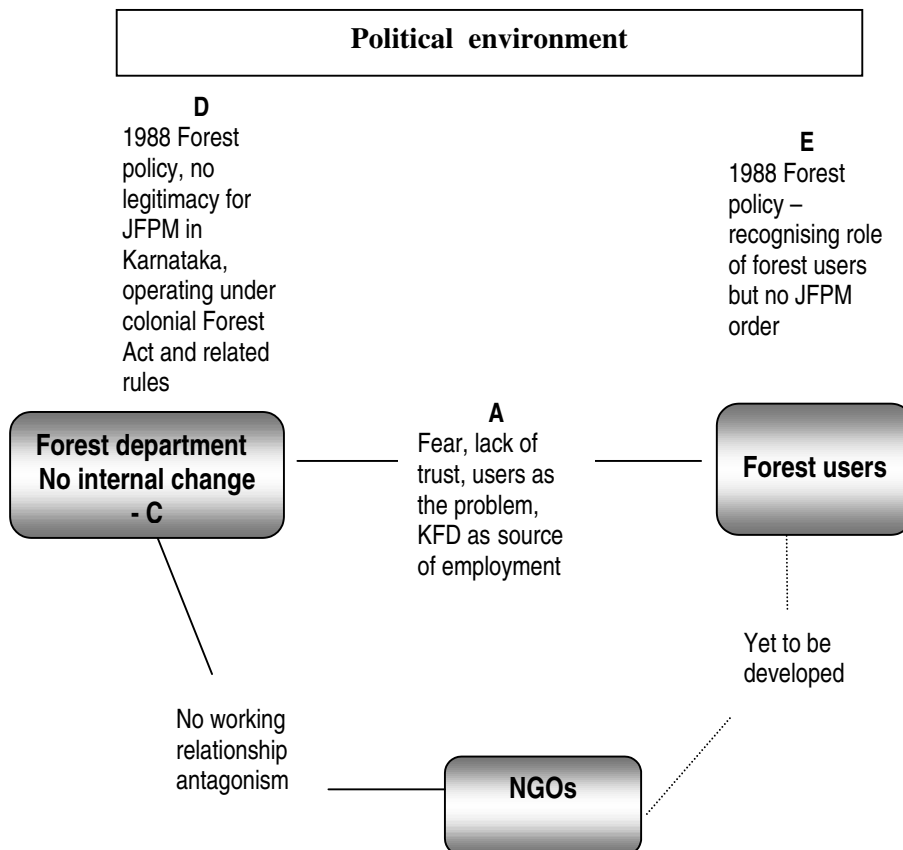 Political environment
D
1988 Forest
policy, no
legitimacy for
JFPM in
Karnataka,
operating under
colonial Forest
Act and related
rules
E
1988 Forest
policy –
recognising role
of forest users
but no JFPM
order
Forest department
No internal change
- C
A
Fear, lack of
trust, users as
the problem,
KFD as source
of employment
Forest users
No working
relationship
antagonism
Yet to be
developed
NGOs